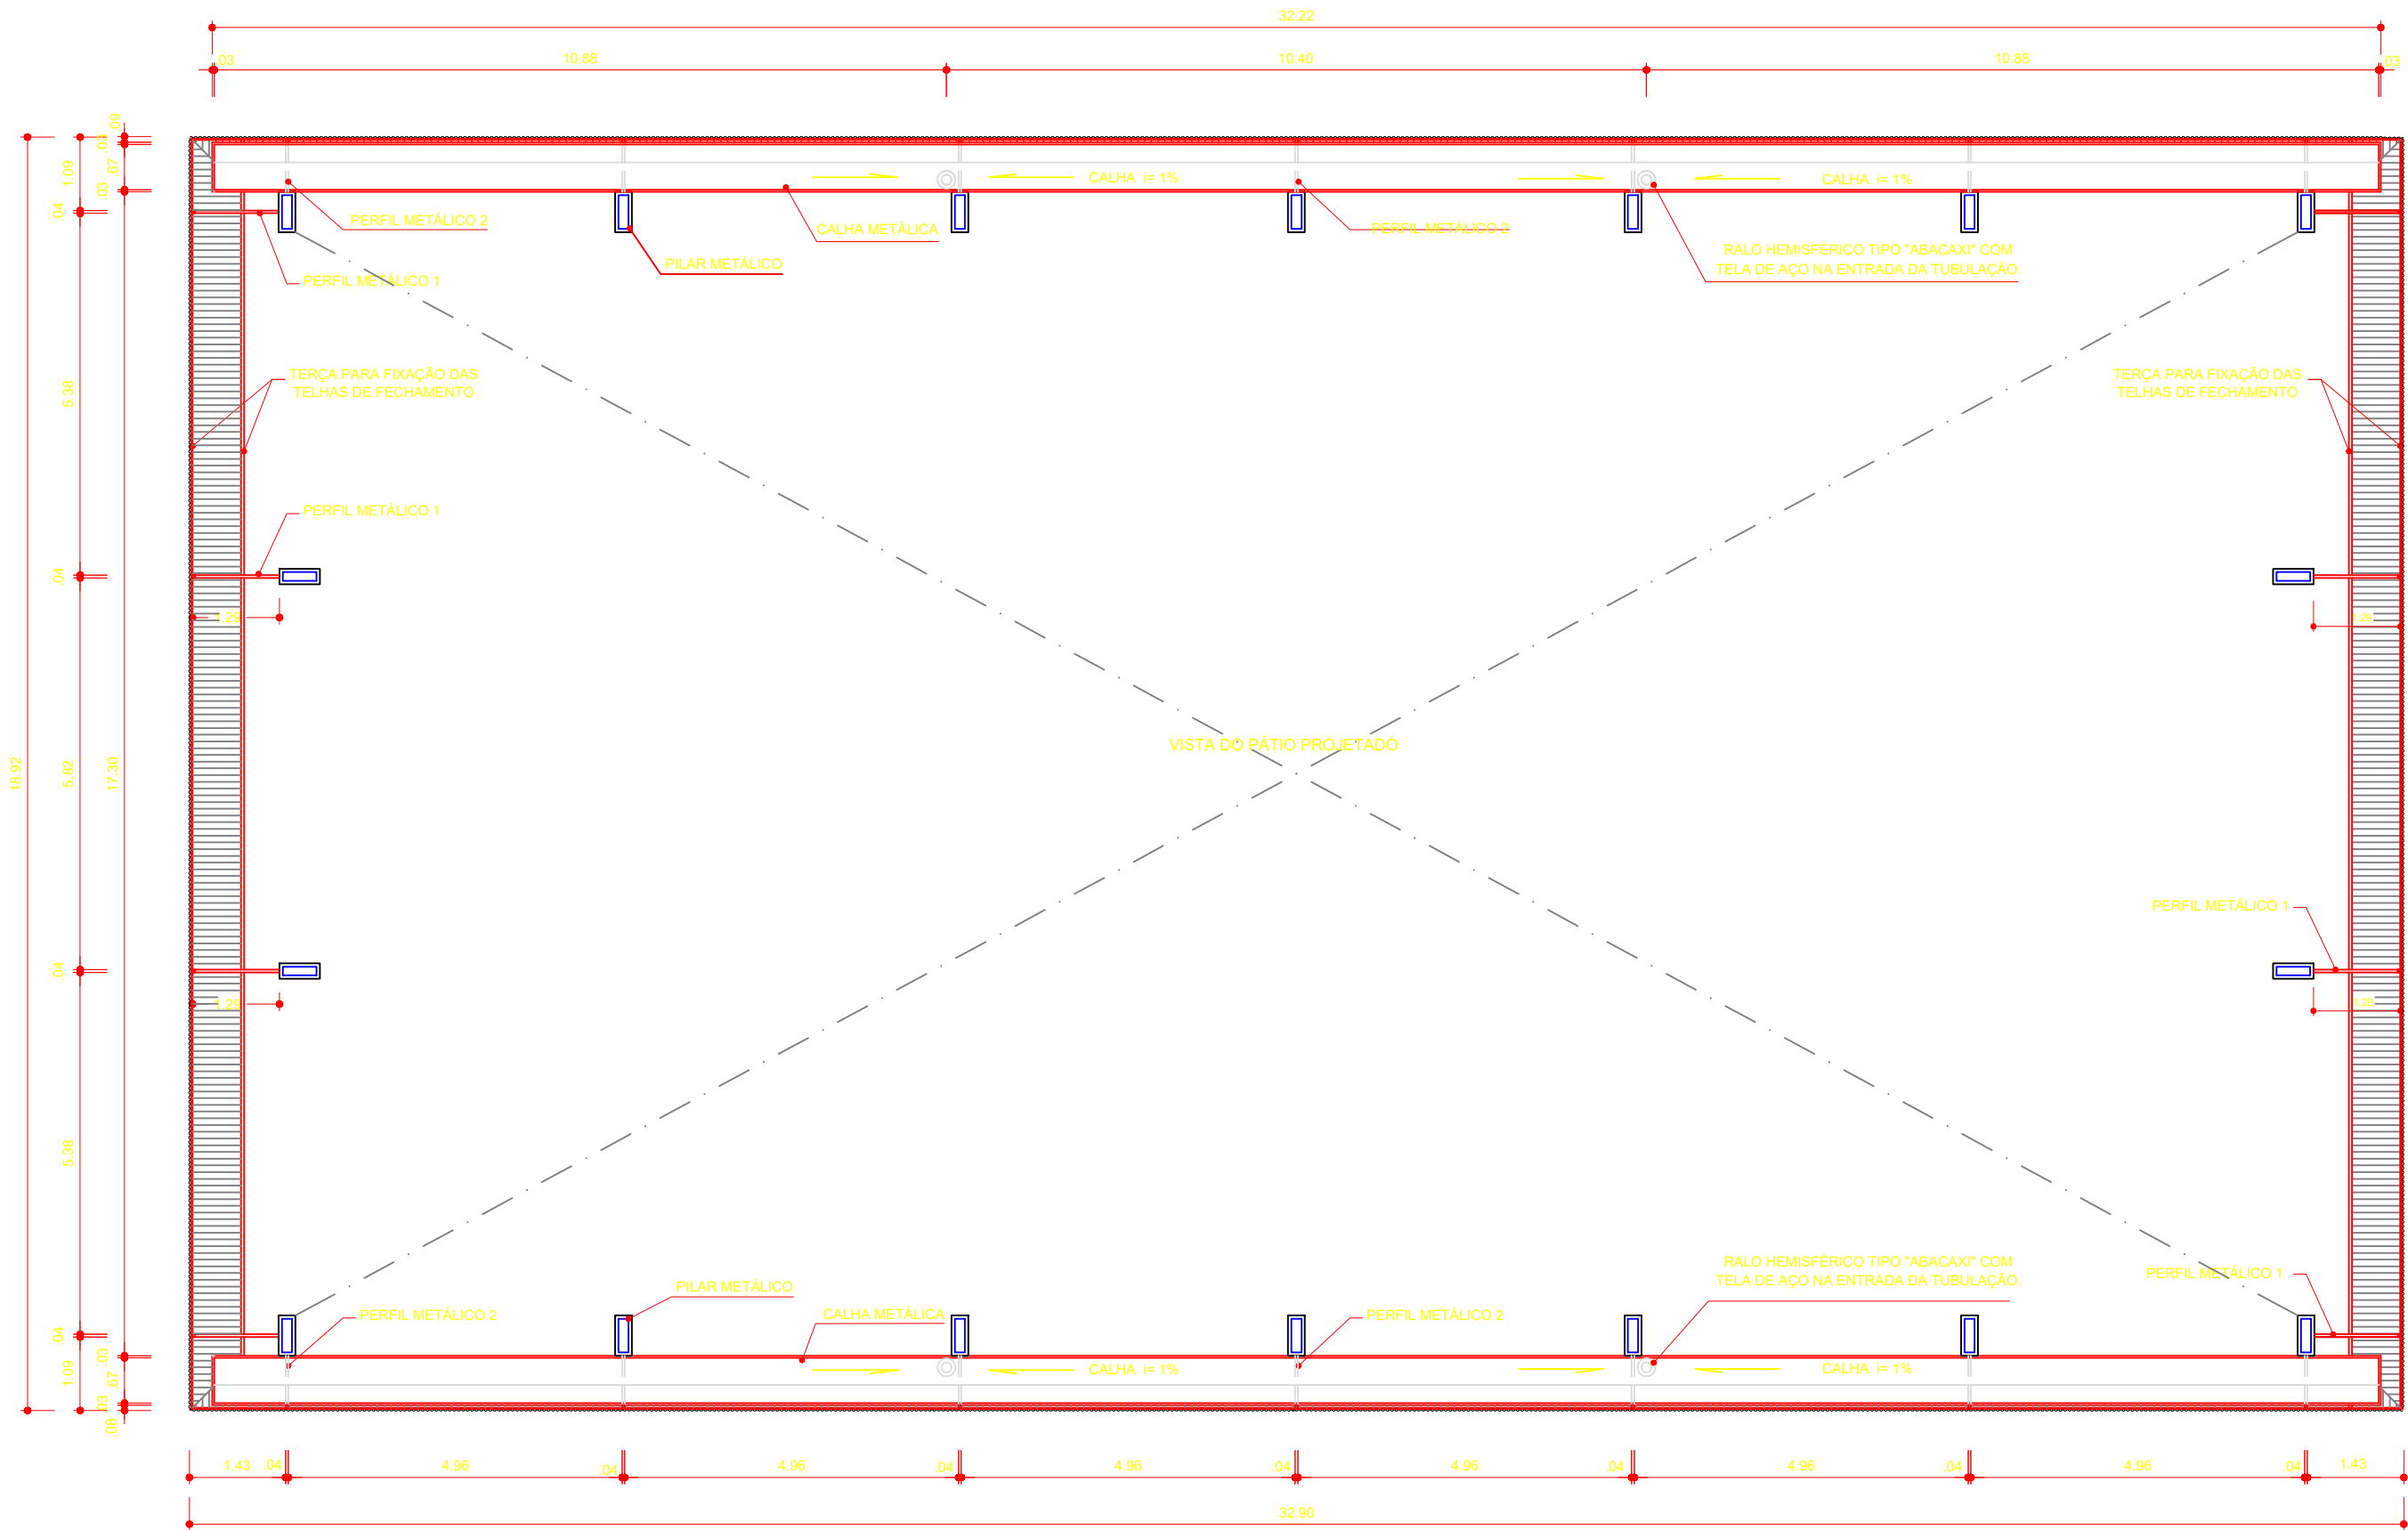 32.22
.03
10.88
10.40
10.88
.03
.09
.03
1.09
.67
.03
.04
CALHA i= 1%
CALHA i= 1%
PERFIL METÁLICO 2
CALHA METÁLICA
PERFIL METÁLICO 2
PILAR METÁLICO
RALO HEMISFÉRICO TIPO "ABACAXI" COM
TELA DE AÇO NA ENTRADA DA TUBULAÇÃO.
PERFIL METÁLICO 1
TERÇA PARA FIXAÇÃO DAS
TELHAS DE FECHAMENTO
TERÇA PARA FIXAÇÃO DAS
TELHAS DE FECHAMENTO
5.38
PERFIL METÁLICO 1
.04
1.29
1.29
VISTA DO PÁTIO PROJETADO
18.92
5.82
17.30
PERFIL METÁLICO 1
.04
1.29
1.29
5.38
RALO HEMISFÉRICO TIPO "ABACAXI" COM
TELA DE AÇO NA ENTRADA DA TUBULAÇÃO.
PERFIL METÁLICO 1
PILAR METÁLICO
PERFIL METÁLICO 2
CALHA METÁLICA
PERFIL METÁLICO 2
.04
.03
1.09
.67
.03
.08
CALHA i= 1%
CALHA i= 1%
1.43
.04
4.96
.04
4.96
.04
4.96
.04
4.96
.04
4.96
.04
4.96
.04
1.43
32.90